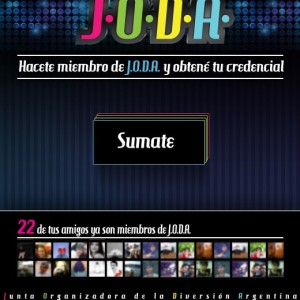 J.O.D.A.
Hacete miembro de J.O.D.A. y obtené tu credencial
Sumate
22 de tus amigos ya son miembros de J.O.D.A.
Junta Organizadora de la Diversión Argentina